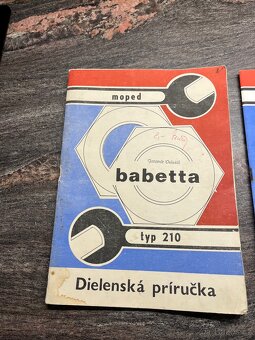 moped
babetta
typ 210
Dielenská príručka